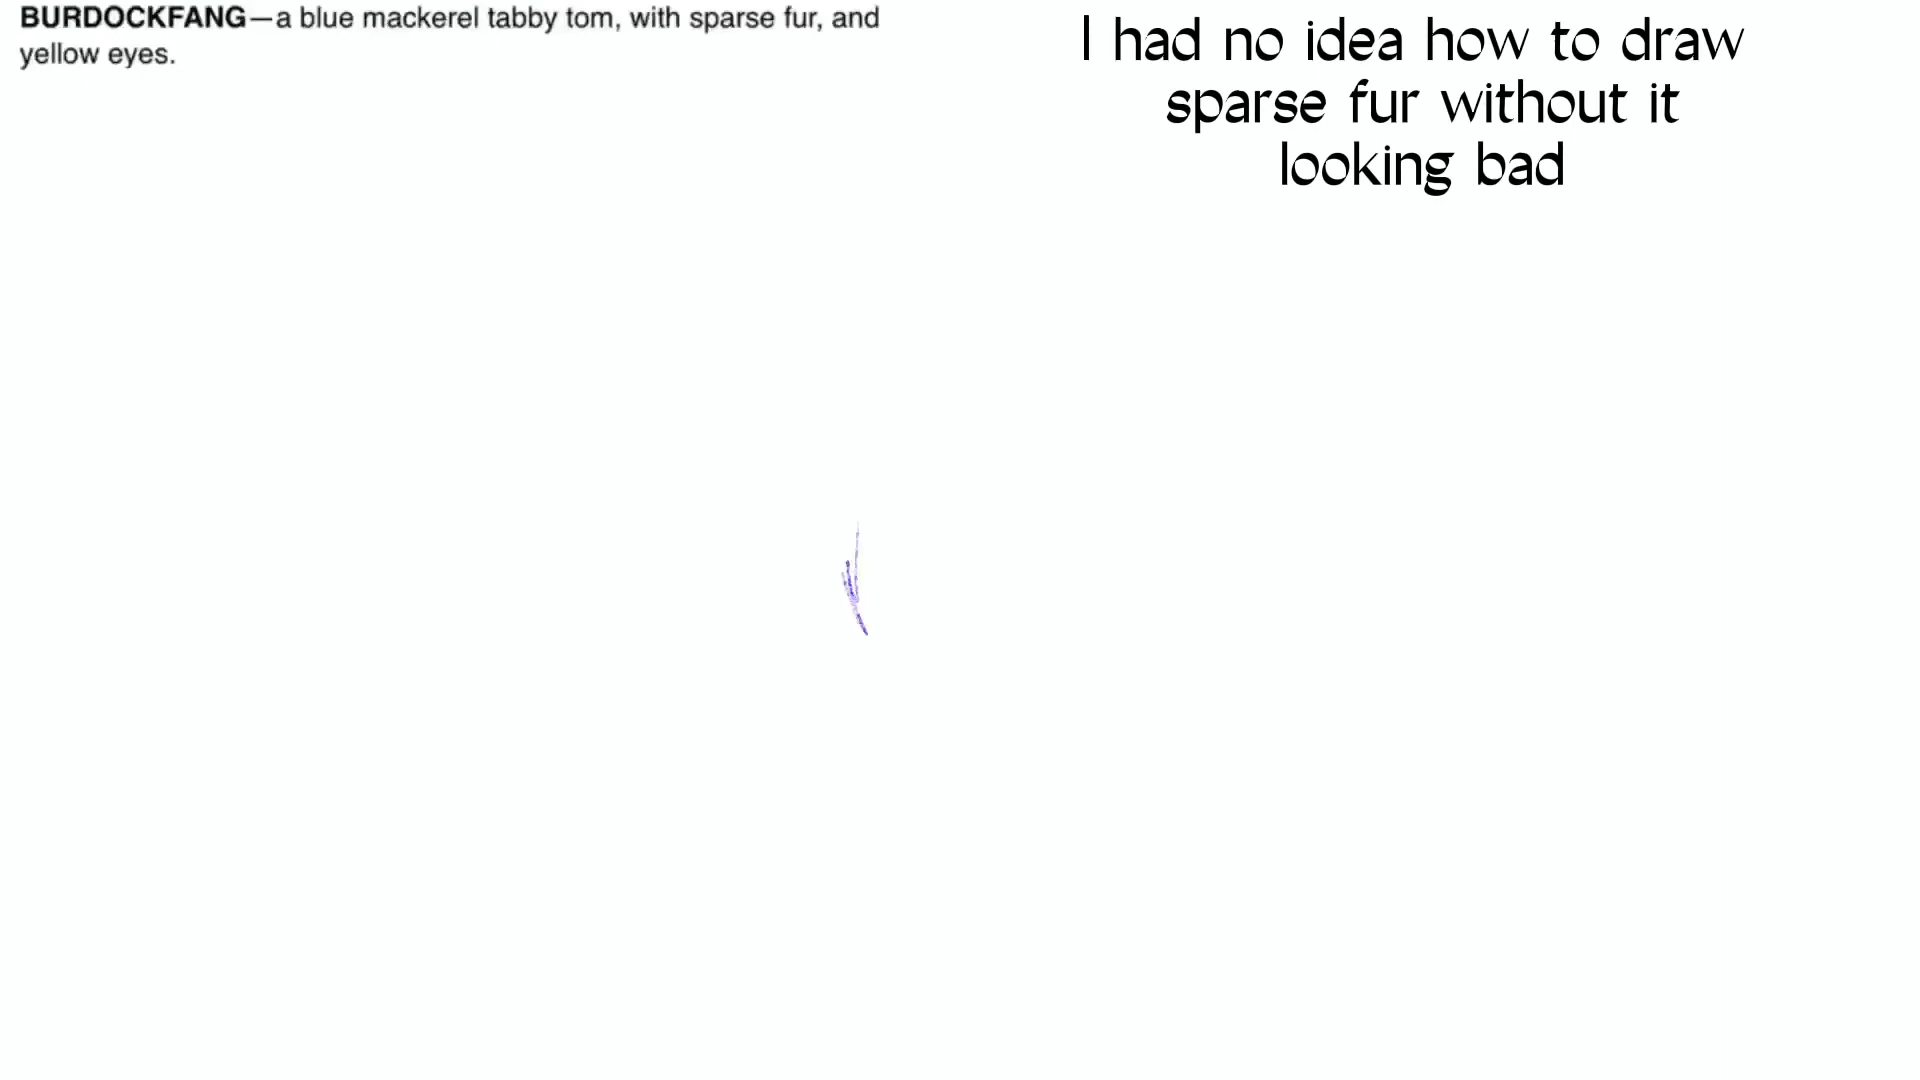 BURDOCKFANG—a blue mackerel tabby tom, with sparse fur, and
yellow eyes.
I had no idea how to draw
sparse fur without it
looking bad